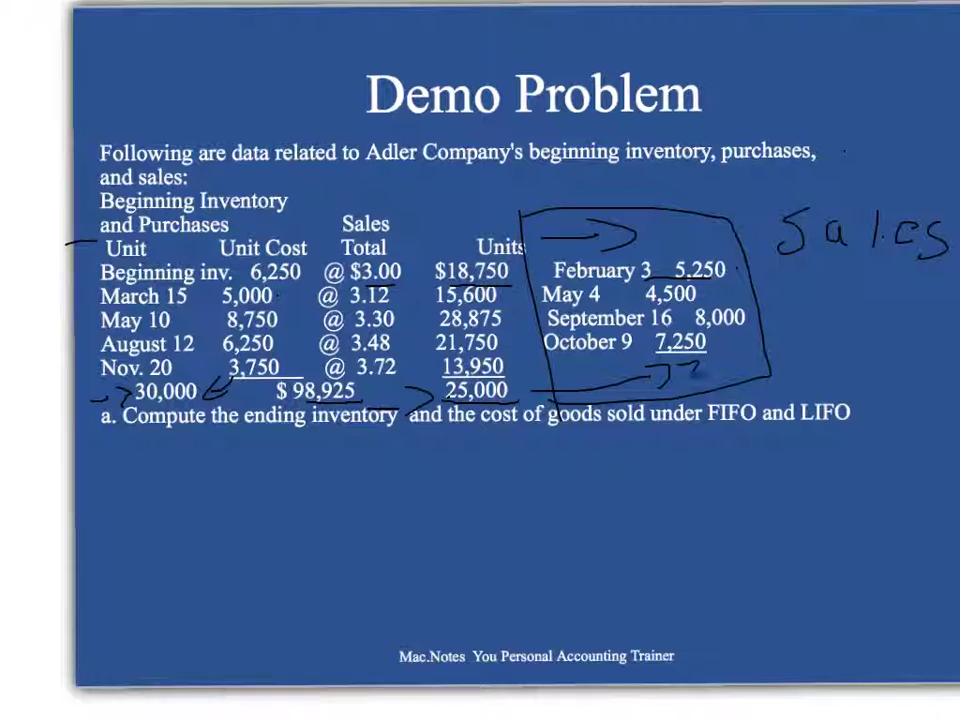 Demo Problem
Following are data related to Adler Company's beginning inventory, purchases,
and sales:
Beginning Inventory
and Purchases Sales
Unit Unit Cost Total Units
Sales
Beginning inv. 6,250 @ $3.00 $18,750 February 3 5,250
March 15 5,000 @ 3.12 15,600 May 4 4,500
May 10 8,750 @ 3.30 28,875 September 16 8,000
August 12 6,250 @ 3.48 21,750 October 9 7,250
Nov. 20 3,750 @ 3.72 13,950
30,000 $ 98,925 25,000
a. Compute the ending inventory and the cost of goods sold under FIFO and LIFO
Mac.Notes You Personal Accounting Trainer